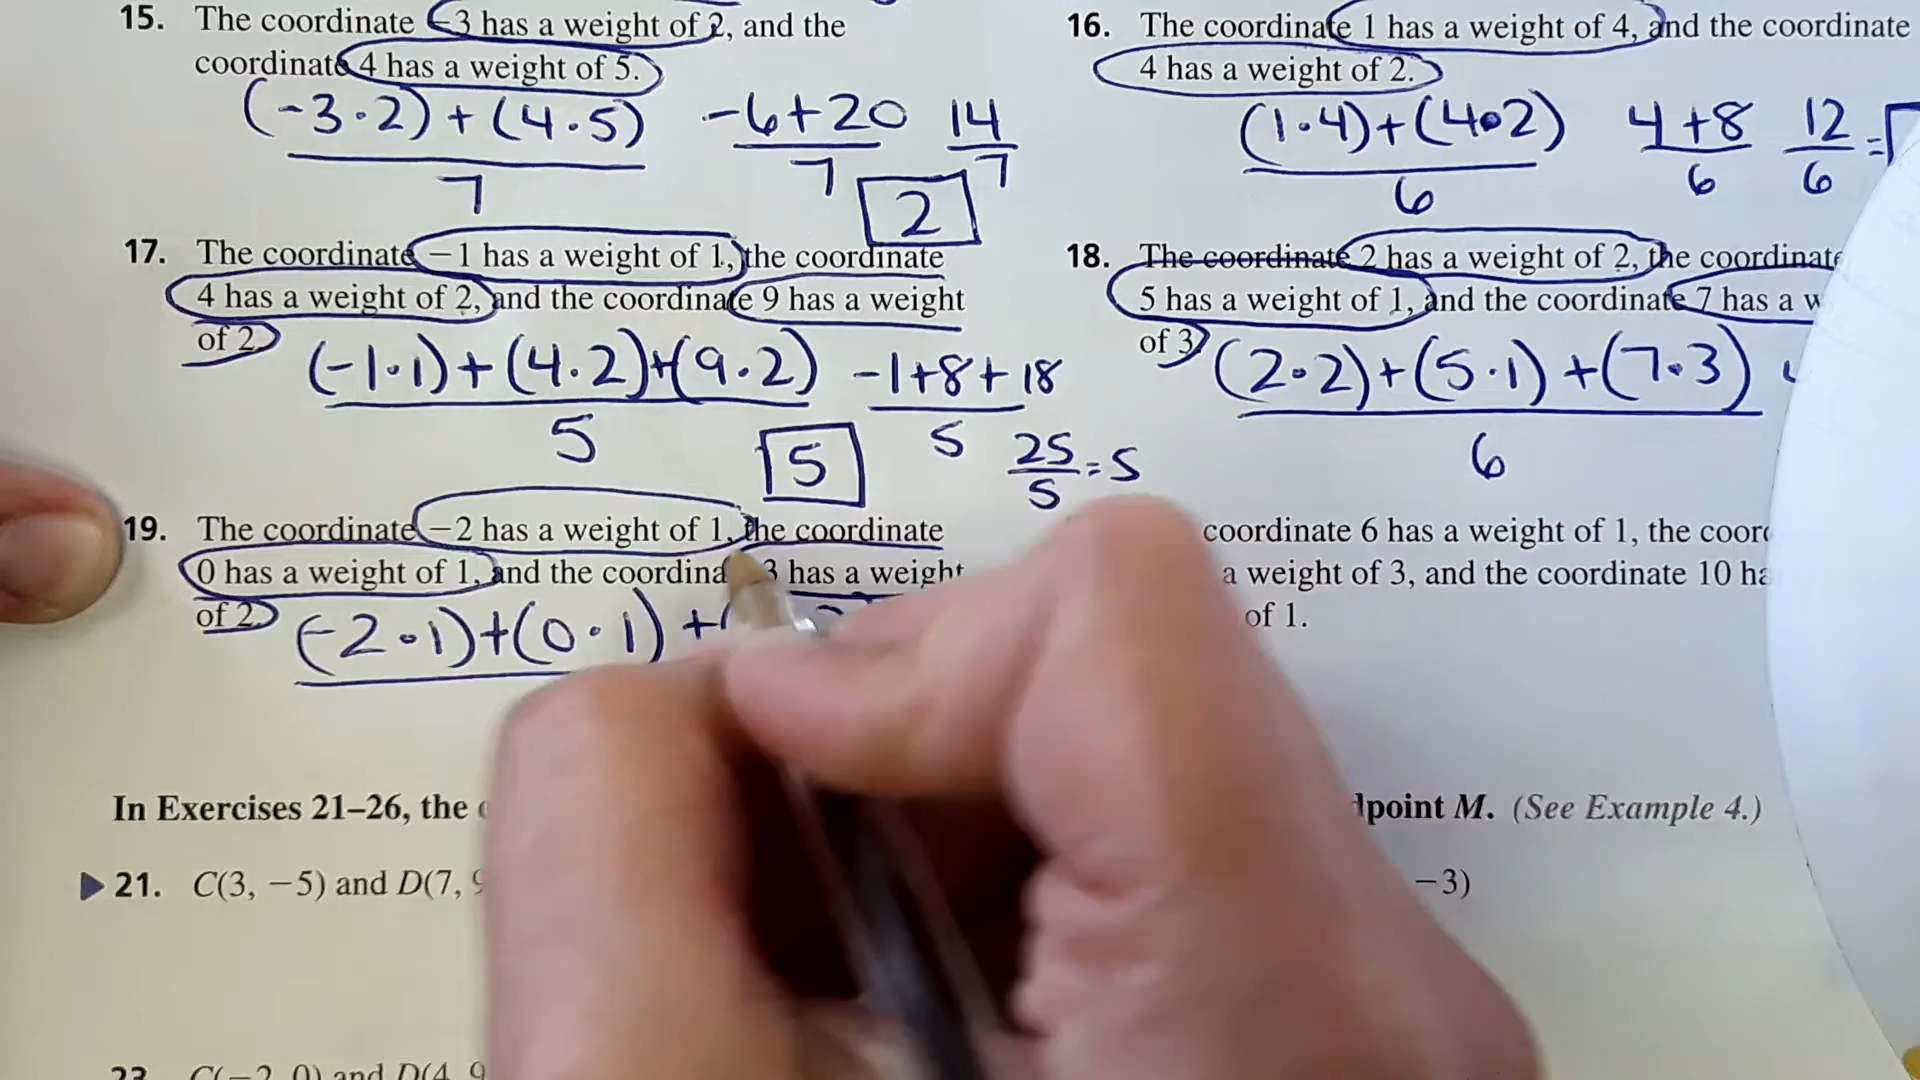 15. The coordinate −3 has a weight of 2, and the
coordinate 4 has a weight of 5.
(-3·2) + (4·5)
7
-6+20
7
14
7
2
16. The coordinate 1 has a weight of 4, and the coordinate
4 has a weight of 2.
(1·4)+(4·2)
6
4+8
6
12
6
=
17. The coordinate −1 has a weight of 1, the coordinate
4 has a weight of 2, and the coordinate 9 has a weight
of 2.
(-1·1)+(4·2)+(9·2)
5
-1+8+18
5
25
5
=5
5
18. The coordinate 2 has a weight of 2, the coordinate
5 has a weight of 1, and the coordinate 7 has a w
of 3
(2·2)+(5·1)+(7·3)
6
19. The coordinate −2 has a weight of 1, the coordinate
0 has a weight of 1, and the 3 has a weight
of 2.
(-2·1)+(0·1) +(
coordinate 6 has a weight of 1, the
a weight of 3, and the coordinate 10
of 1.
In Exercises 21–26, the
M. (See Example 4.)
21. C(3, −5) and D(7,
−3)
23. C(−2, 0) and D(4,